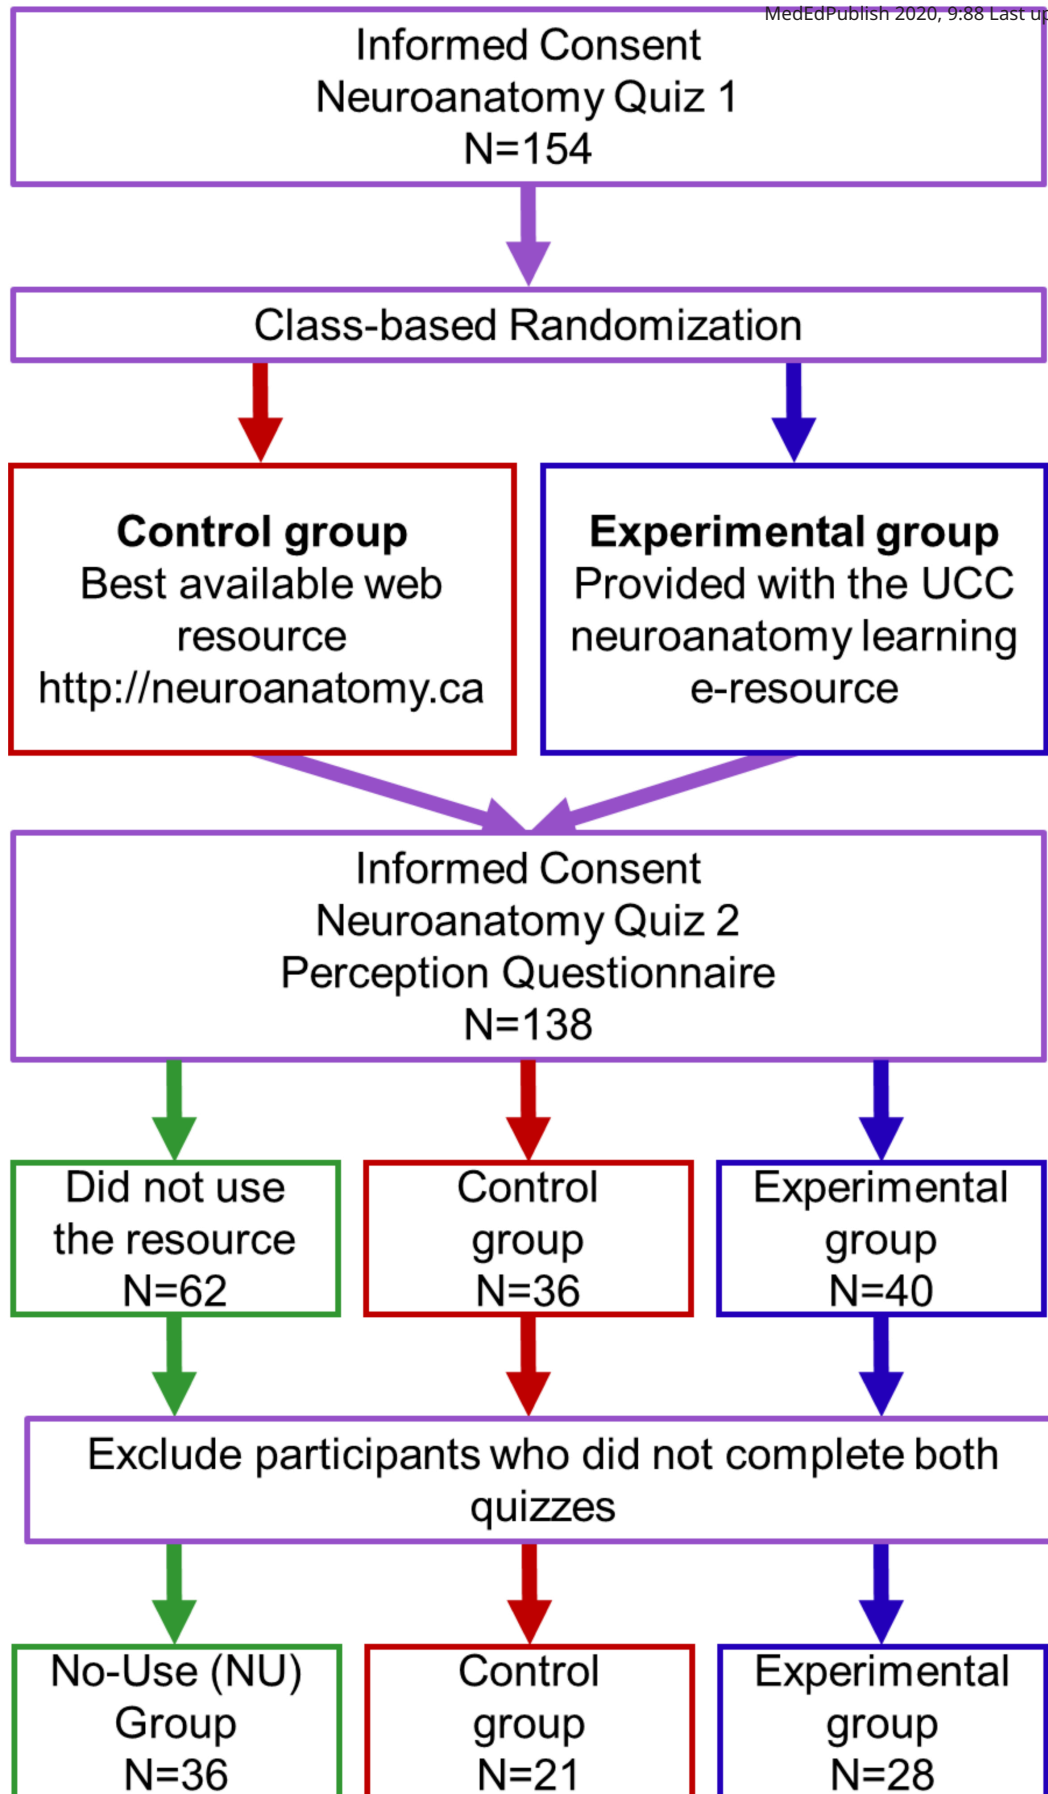 MedEdPublish 2020, 9:88 Last
Informed Consent
Neuroanatomy Quiz 1
N=154
Class-based Randomization
Control group
Best available web
resource
http://neuroanatomy.ca
Experimental group
Provided with the UCC
neuroanatomy learning
e-resource
Informed Consent
Neuroanatomy Quiz 2
Perception Questionnaire
N=138
Did not use
the resource
N=62
Control
group
N=36
Experimental
group
N=40
Exclude participants who did not complete both
quizzes
No-Use (NU)
Group
N=36
Control
group
N=21
Experimental
group
N=28